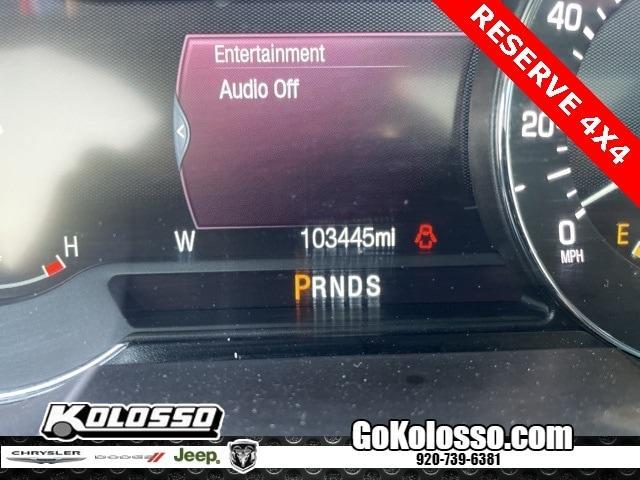 RESERVE 4X4
Entertainment
Audio Off
40
20
0
MPH
E
H
W
103445mi
PRNDS
KOLOSSO
GoKolosso.com
CHRYSLER
DODGE
Jeep
RAM
920-739-6381